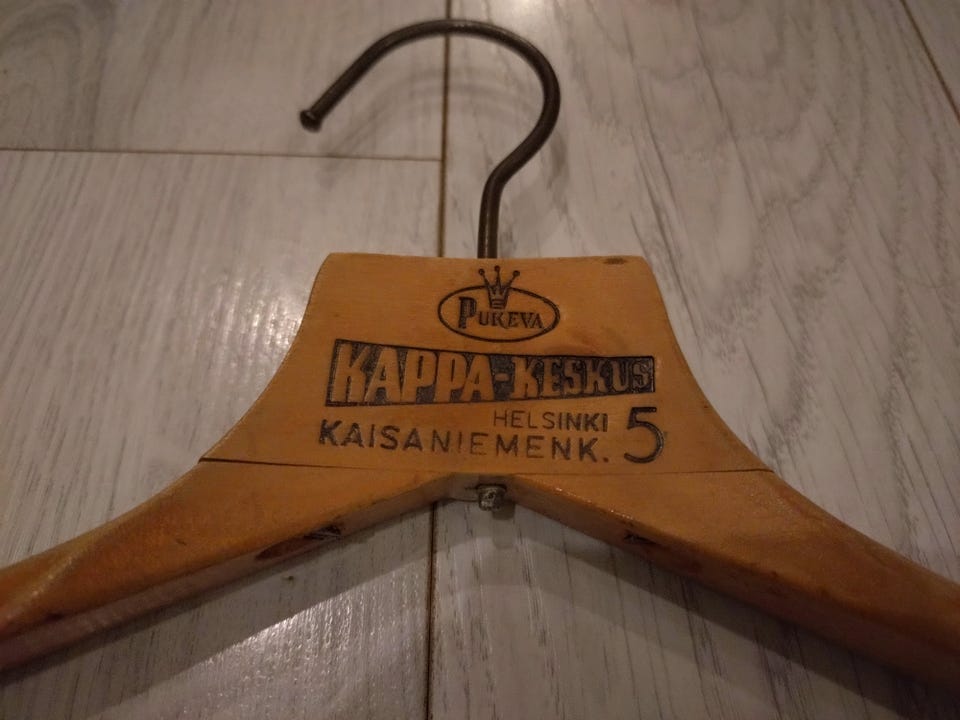 PUKEVA
KAPPA-KESKUS
HELSINKI
KAISANIEMENK. 5